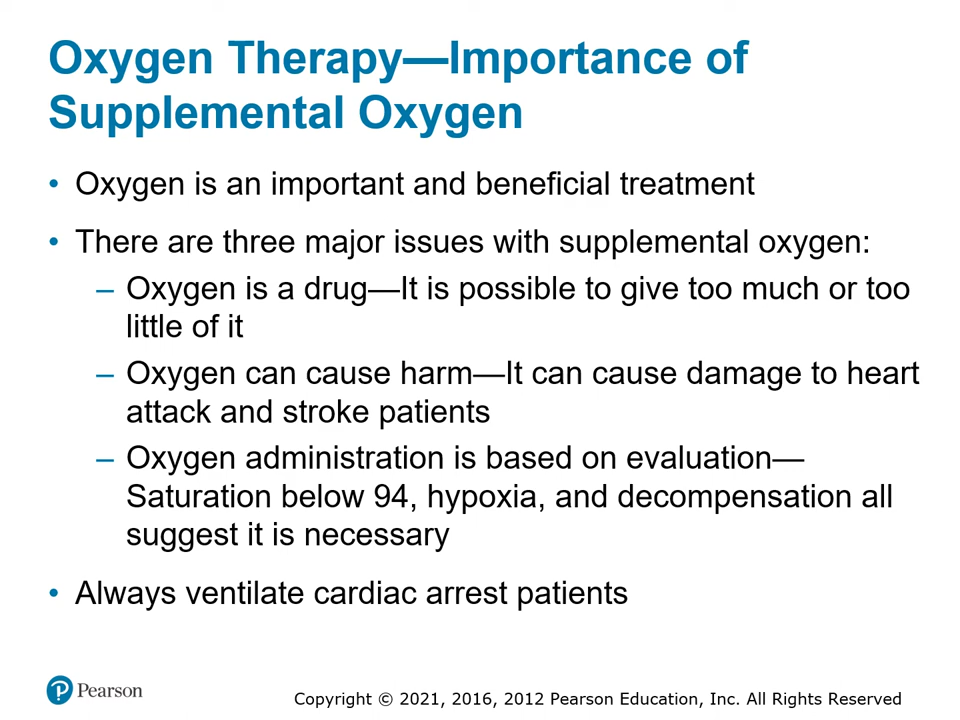 Oxygen Therapy—Importance of
Supplemental Oxygen
• Oxygen is an important and beneficial treatment
• There are three major issues with supplemental oxygen:
– Oxygen is a drug—It is possible to give too much or too
little of it
– Oxygen can cause harm—It can cause damage to heart
attack and stroke patients
– Oxygen administration is based on evaluation—
Saturation below 94, hypoxia, and decompensation all
suggest it is necessary
• Always ventilate cardiac arrest patients
Pearson
Copyright © 2021, 2016, 2012 Pearson Education, Inc. All Rights Reserved